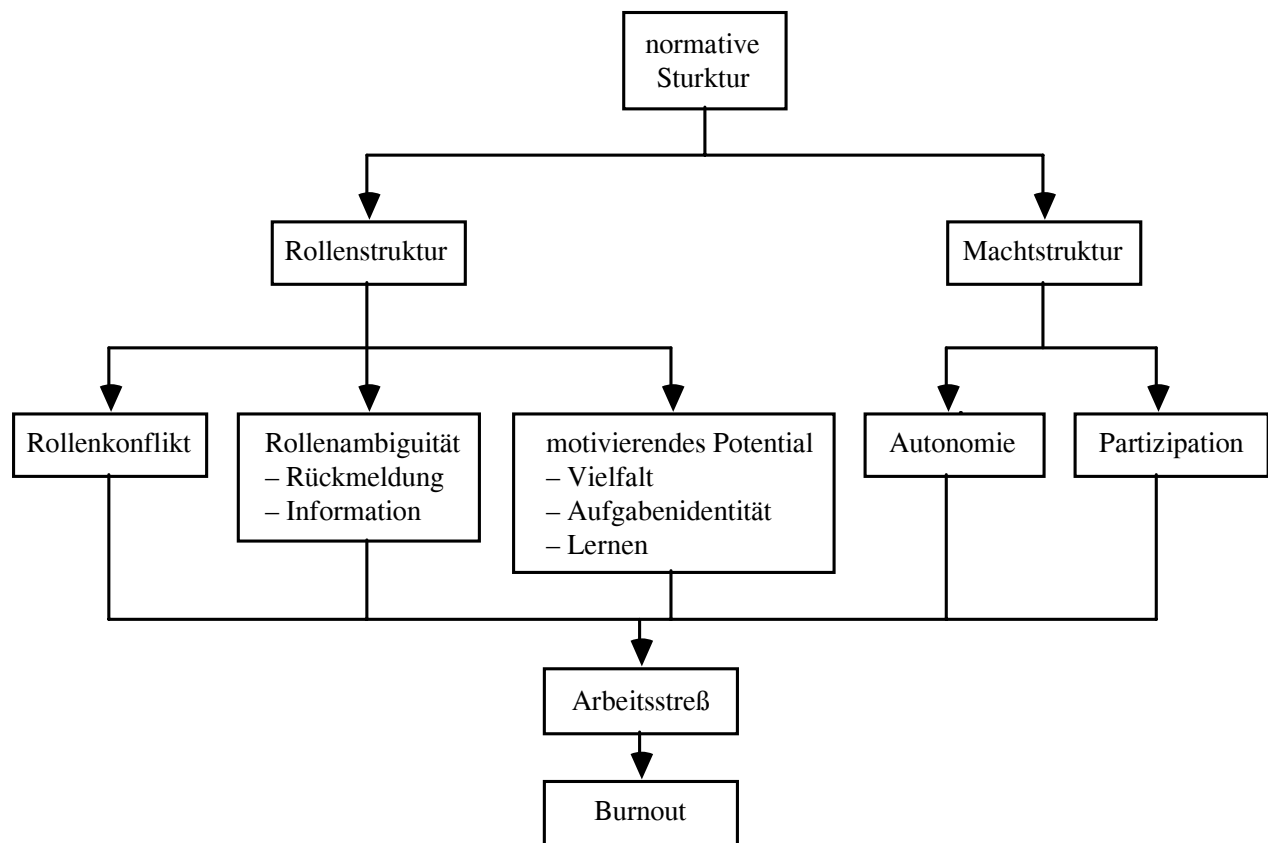 normative
Sturktur
Rollenstruktur
Machtstruktur
Rollenkonflikt
Rollenambiguität
– Rückmeldung
– Information
motivierendes Potential
– Vielfalt
– Aufgabenidentität
– Lernen
Autonomie
Partizipation
Arbeitsstreß
Burnout